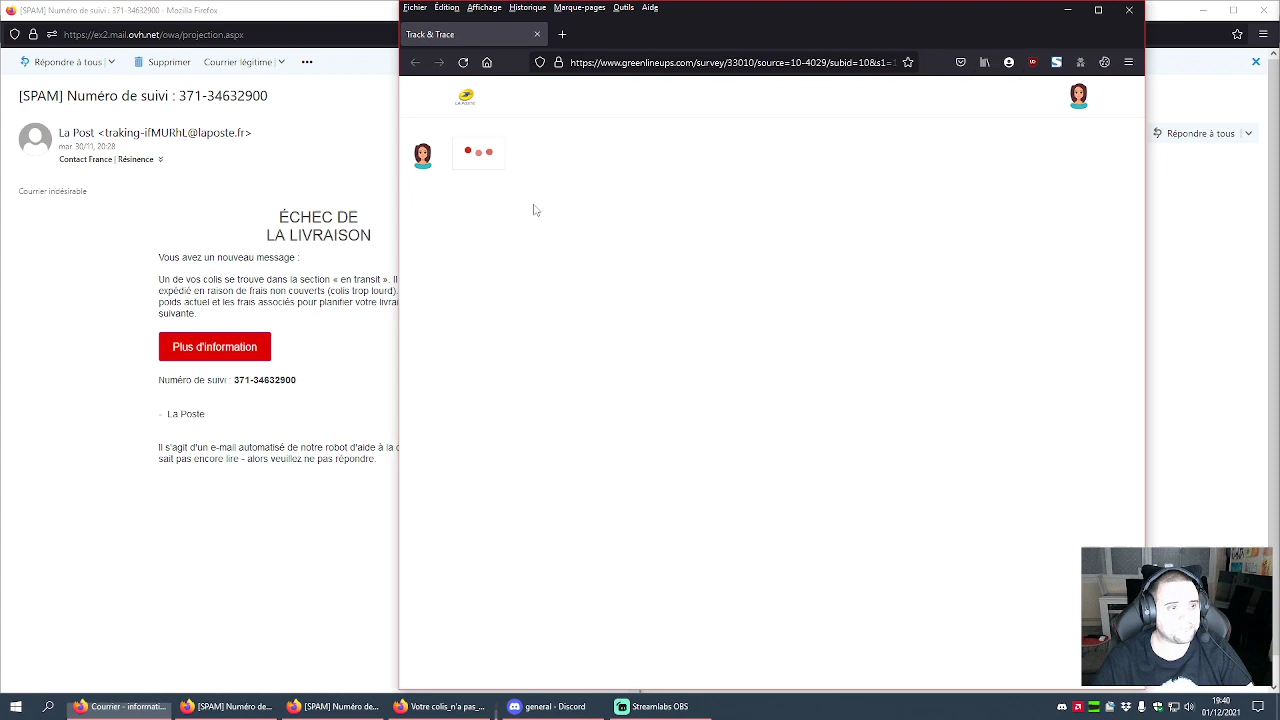 [SPAM] Numéro de suivi : 371-34632900 - Mozilla Firefox
https://ex2.mail.ovh.net/owa/projection.aspx
Répondre à tous
Supprimer
Courrier légitime
[SPAM] Numéro de suivi : 371-34632900
La Post <traking-ifMURhL@laposte.fr>
mar. 30/11, 20:28
Contact France | Résinence
Répondre à tous
Courrier indésirable
ÉCHEC DE
LA LIVRAISON
Vous avez un nouveau message :
Un de vos colis se trouve dans la section « en transit ». Il
expédié en raison de frais non couverts (colis trop lourd).
poids actuel et les frais associés pour planifier votre livrai
suivante.
Plus d'information
Numéro de suivi : 371-34632900
- La Poste
Il s'agit d'un e-mail automatisé de notre robot d'aide à la
sait pas encore lire - alors veuillez ne pas répondre.
Fichier Édition Affichage Historique Marque-pages Outils Aide
Track & Trace
https://www.greenlineups.com/survey/33010/source=10-4029/subid=10&s1=
LA POSTE
Courrier - informati...
[SPAM] Numéro de...
[SPAM] Numéro de...
Votre colis_n'a pas_...
general - Discord
Streamlabs OBS
19:40
01/12/2021